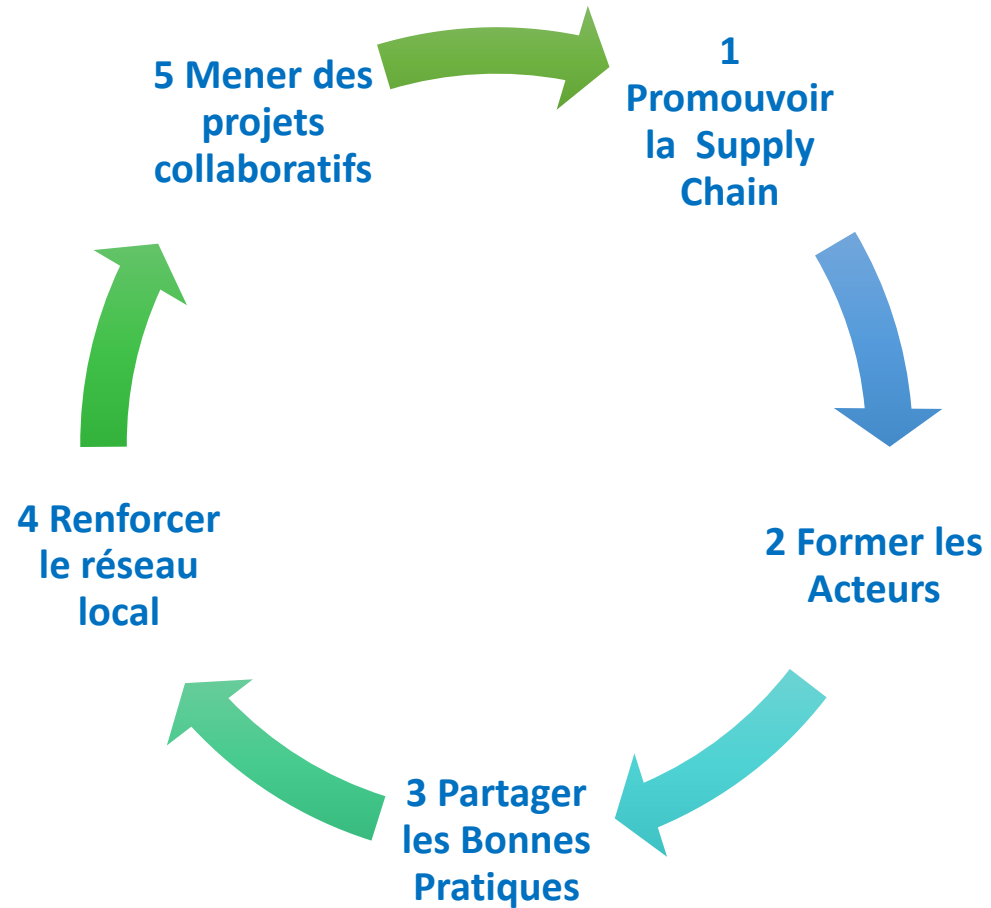 1
Promouvoir
la Supply
Chain
2 Former les
Acteurs
3 Partager
les Bonnes
Pratiques
4 Renforcer
le réseau
local
5 Mener des
projets
collaboratifs